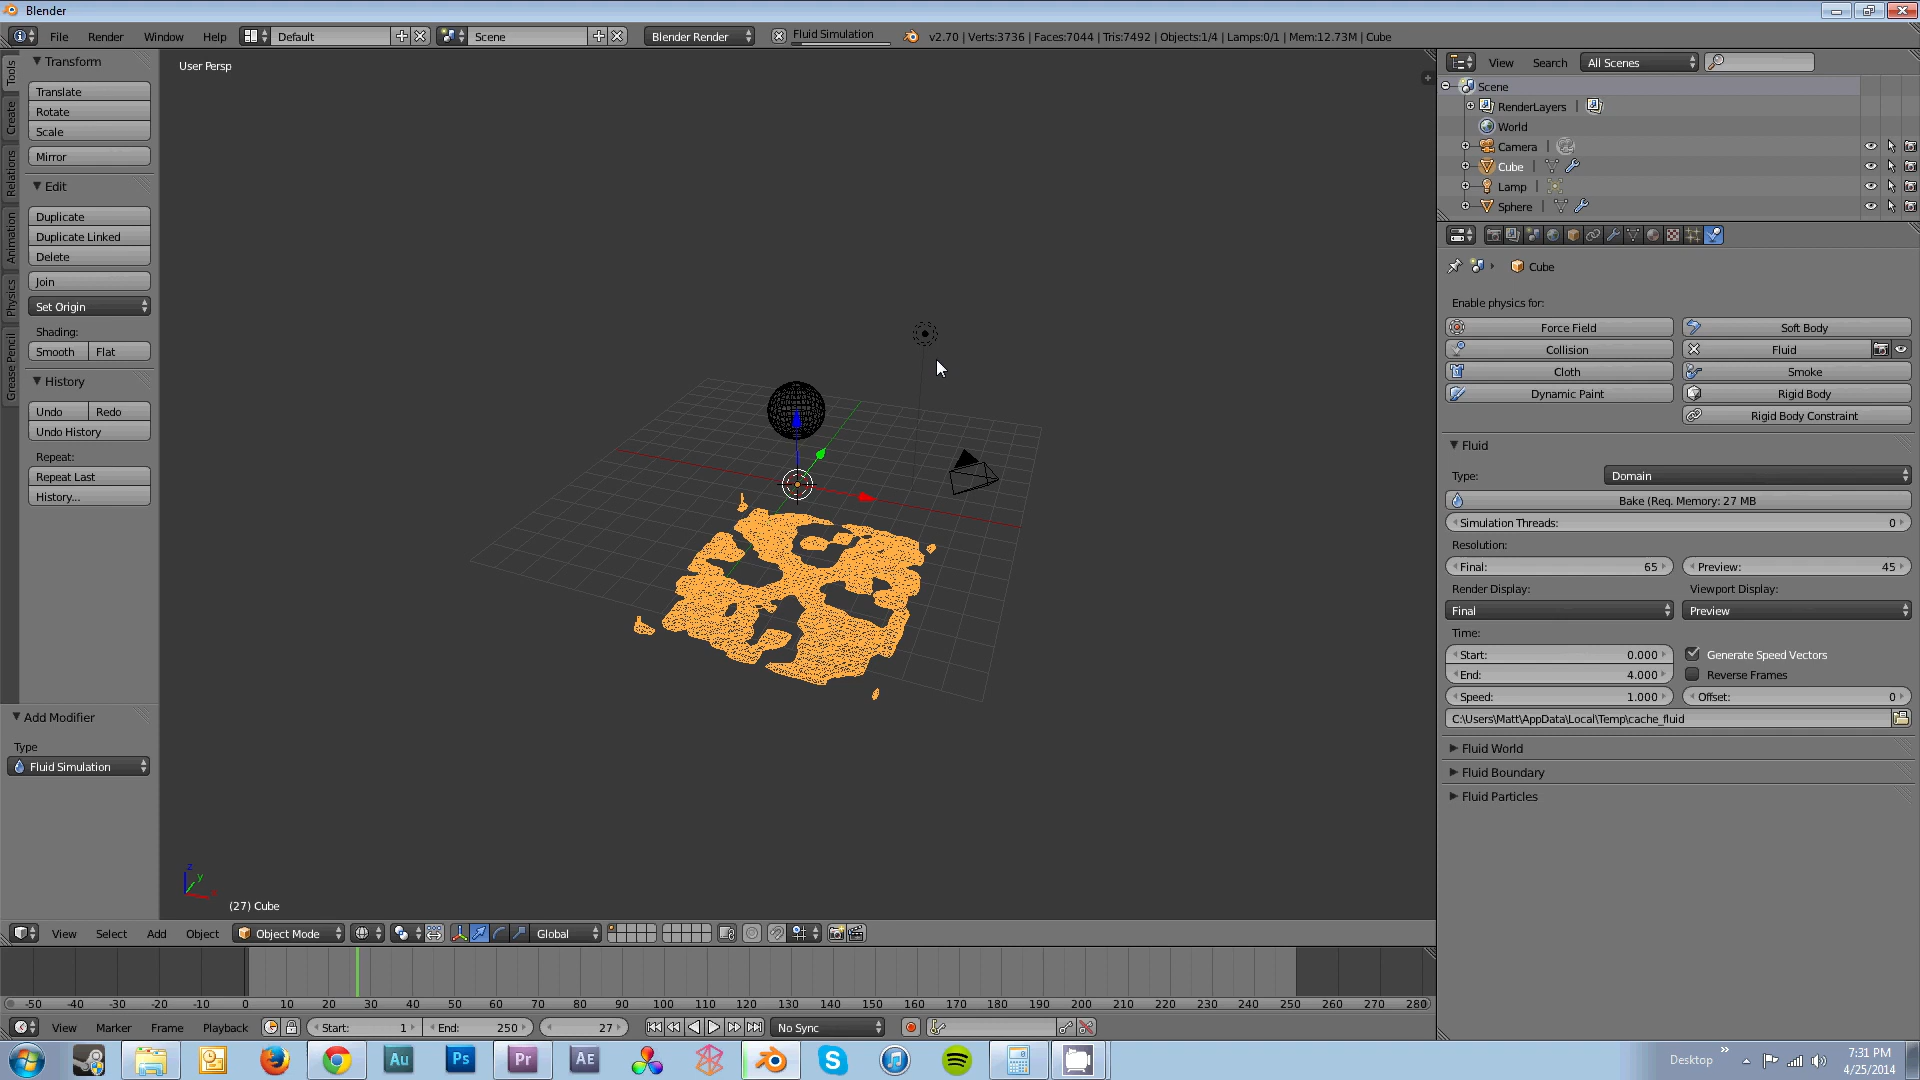 Blender
File Render Window Help Default Scene Blender Render Fluid Simulation v2.70 | Verts:3736 | Faces:7044 | Tris:7492 | Objects:1/4 | Lamps:0/1 | Mem:12.73M | Cube
Tools
Create
Relations
Animation
Physics
Grease Pencil
Transform
Translate
Rotate
Scale
Mirror
Edit
Duplicate
Duplicate Linked
Delete
Join
Set Origin
Shading:
Smooth Flat
History
Undo Redo
Undo History
Repeat:
Repeat Last
History...
Add Modifier
Type
Fluid Simulation
User Persp
z
y
x
(27) Cube
View Search All Scenes
Scene
RenderLayers
World
Camera
Cube
Lamp
Sphere
Cube
Enable physics for:
Force Field Soft Body
Collision Fluid
Cloth Smoke
Dynamic Paint Rigid Body
Rigid Body Constraint
Fluid
Type: Domain
Bake (Req. Memory: 27 MB
Simulation Threads: 0
Resolution:
Final: 65 Preview: 45
Render Display: Viewport Display:
Final Preview
Time:
Start: 0.000 Generate Speed Vectors
End: 4.000 Reverse Frames
Speed: 1.000 Offset: 0
C:\Users\Matt\AppData\Local\Temp\cache_fluid
Fluid World
Fluid Boundary
Fluid Particles
View Select Add Object Object Mode Global
-50 -40 -30 -20 -10 0 10 20 30 40 50 60 70 80 90 100 110 120 130 140 150 160 170 180 190 200 210 220 230 240 250 260 270 280
View Marker Frame Playback Start: 1 End: 250 27 No Sync
Au Ps Pr AE
Desktop
7:31 PM
4/25/2014